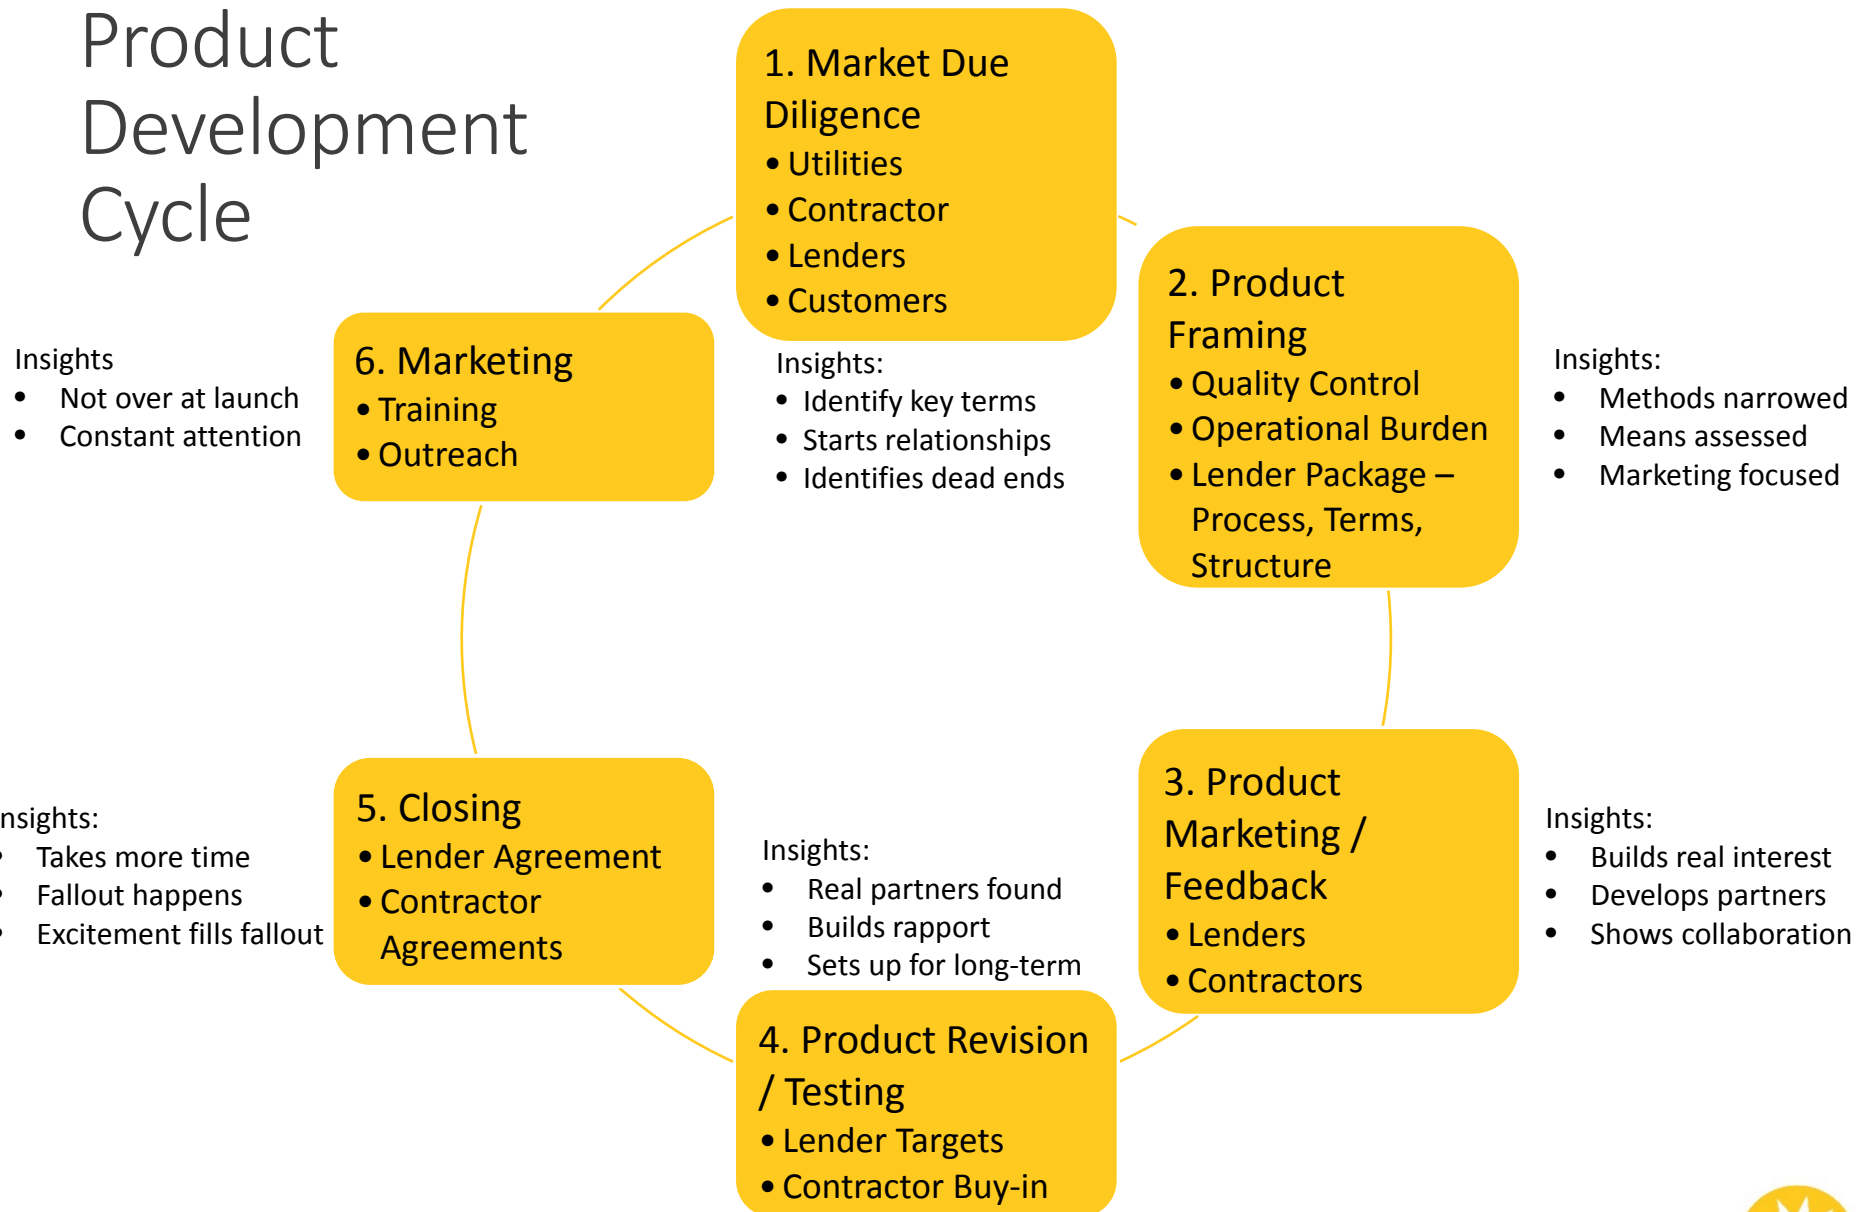 Product
Development
Cycle
1. Market Due
Diligence
• Utilities
• Contractor
• Lenders
• Customers
Insights:
• Identify key terms
• Starts relationships
• Identifies dead ends
2. Product
Framing
• Quality Control
• Operational Burden
• Lender Package –
Process, Terms,
Structure
Insights:
• Methods narrowed
• Means assessed
• Marketing focused
3. Product
Marketing /
Feedback
• Lenders
• Contractors
Insights:
• Builds real interest
• Develops partners
• Shows collaboration
4. Product Revision
/ Testing
• Lender Targets
• Contractor Buy-in
Insights:
• Real partners found
• Builds rapport
• Sets up for long-term
5. Closing
• Lender Agreement
• Contractor
Agreements
nsights:
• Takes more time
• Fallout happens
• Excitement fills fallout
6. Marketing
• Training
• Outreach
Insights
• Not over at launch
• Constant attention